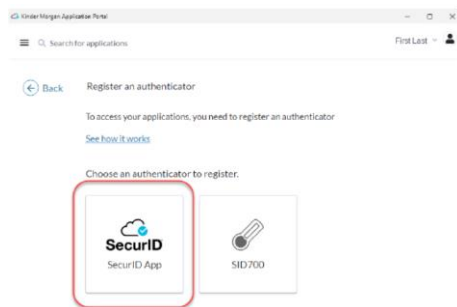 Kinder Morgan Application Portal
Search for applications
First Last
Back
Register an authenticator
To access your applications, you need to register an authenticator
See how it works
Choose an authenticator to register.
SecurID
SecurID App
SID700